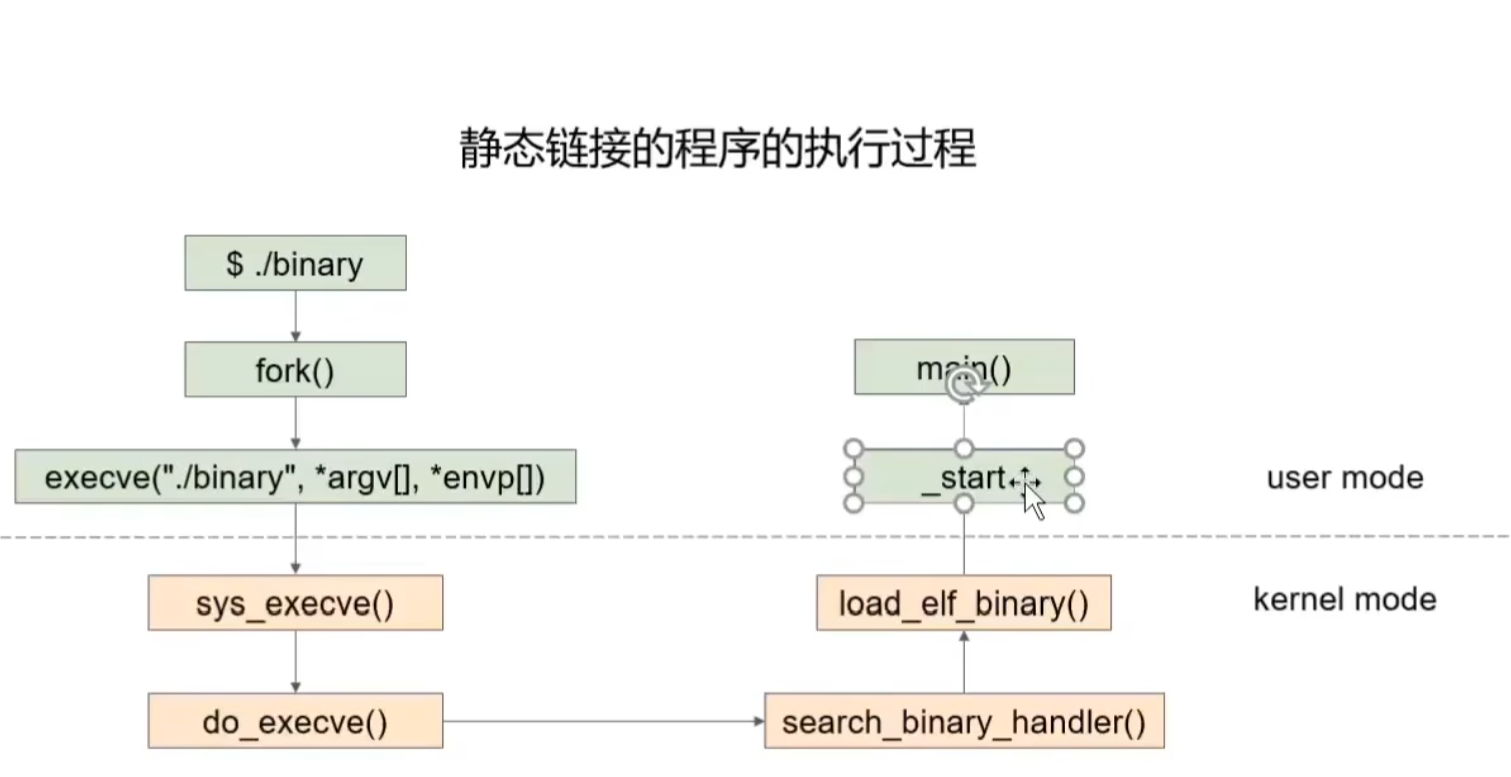 静态链接的程序的执行过程
$ ./binary
fork()
main()
execve("./binary", *argv[], *envp[])
_start
user mode
sys_execve()
load_elf_binary()
kernel mode
do_execve()
search_binary_handler()